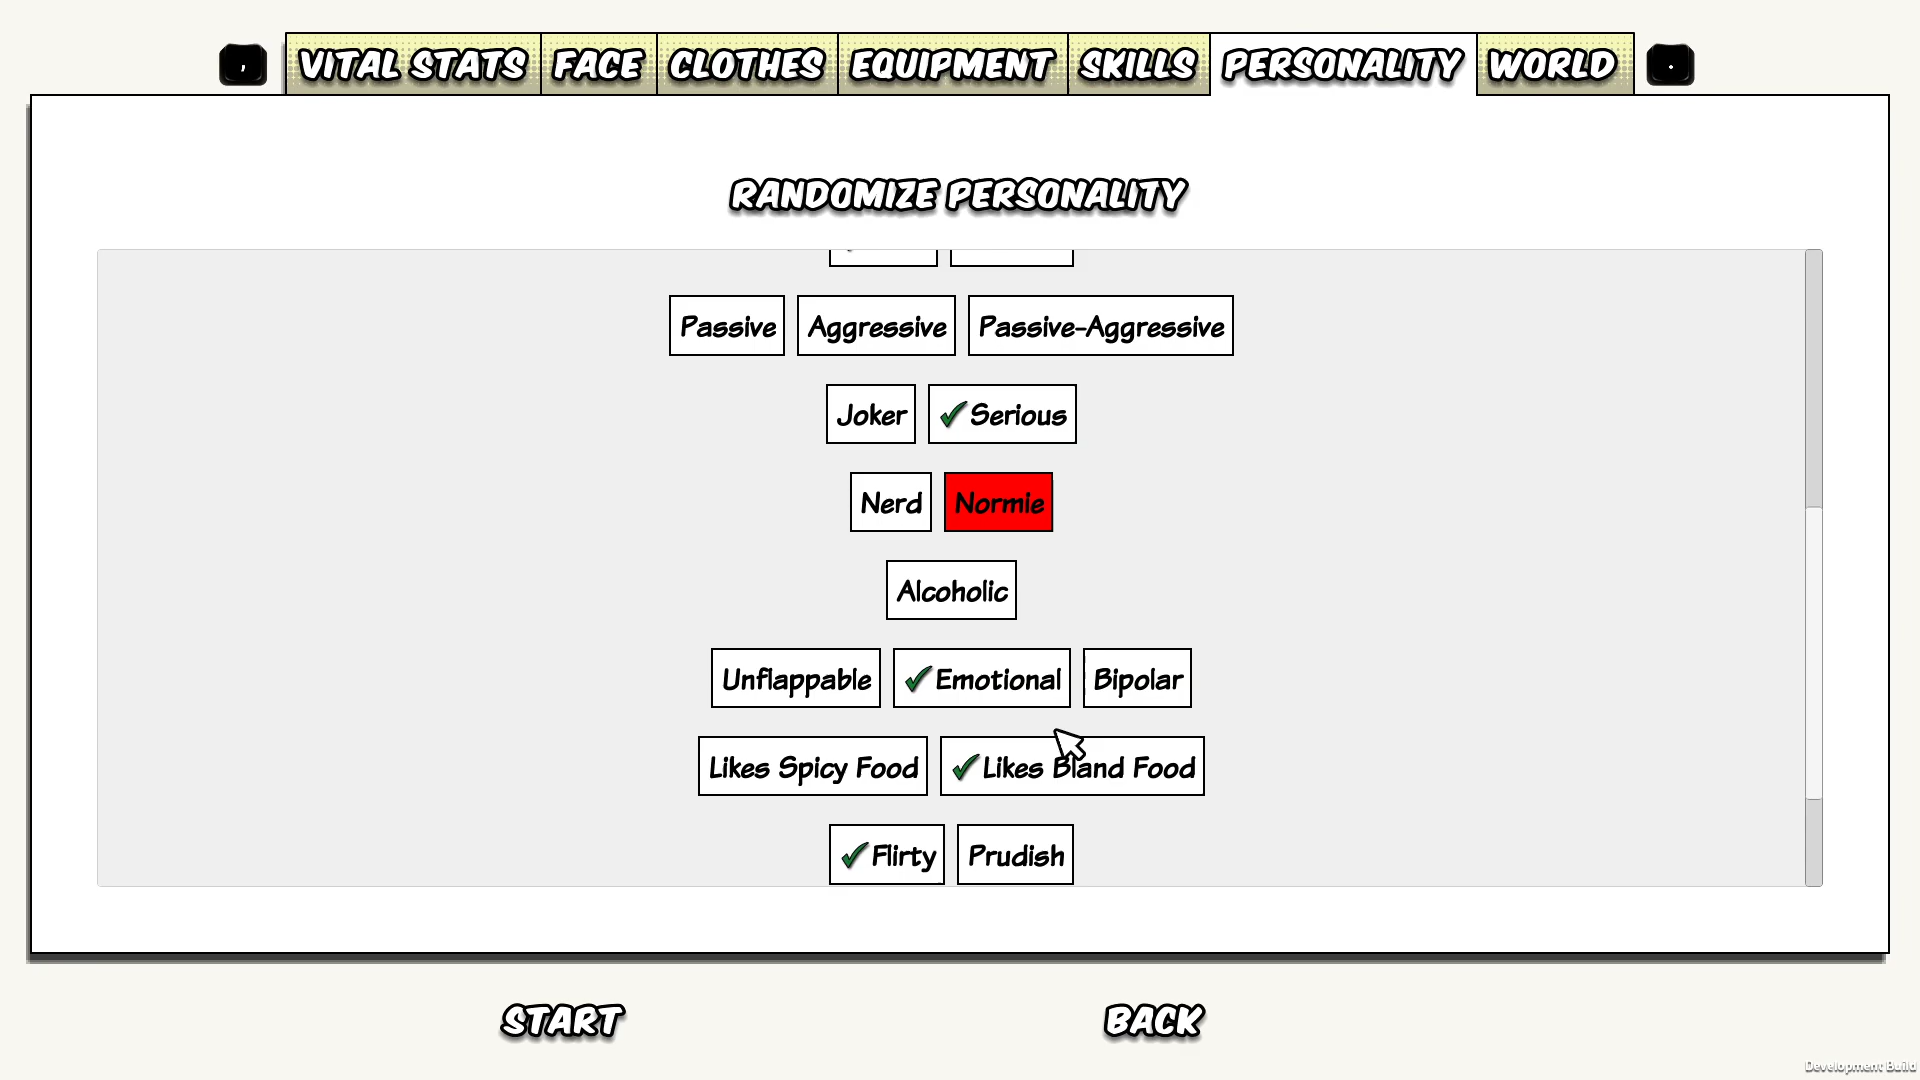 , VITAL STATS FACE CLOTHES EQUIPMENT SKILLS PERSONALITY WORLD .
RANDOMIZE PERSONALITY
Passive Aggressive Passive-Aggressive
Joker Serious
Nerd Normie
Alcoholic
Unflappable Emotional Bipolar
Likes Spicy Food Likes Bland Food
Flirty Prudish
START BACK
Development Build